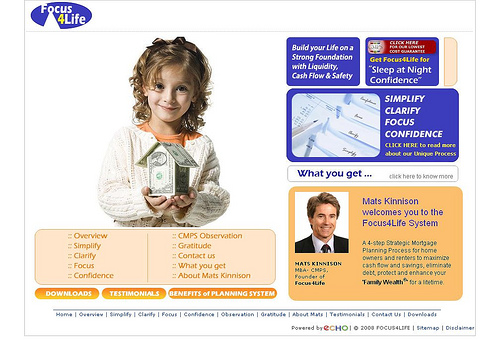 Focus
4Life
Build your Life on a
Strong Foundation
with Liquidity,
Cash Flow & Safety
CLICK HERE
FOR OUR LOWEST
COST GUARANTEE
Get Focus4Life for
"Sleep at Night
Confidence"
SIMPLIFY
CLARIFY
FOCUS
CONFIDENCE
CLICK HERE to read more
about our Unique Process
What you get ...
click here to know more
Mats Kinnison
welcomes you to the
Focus4Life System
A 4-step Strategic Mortgage
Planning Process for home
owners and renters to maximize
cash flow and savings, eliminate
debt, protect and enhance your
"Family Wealth" for a lifetime.
MATS KINNISON
MBA- CMPS,
Founder of
Focus4Life
:: Overview
:: Simplify
:: Clarify
:: Focus
:: Confidence
:: CMPS Observation
:: Gratitude
:: Contact us
:: What you get
:: About Mats Kinnison
DOWNLOADS
TESTIMONIALS
BENEFITS of PLANNING SYSTEM
Home | Overview | Simplify | Clarify | Focus | Confidence | Observation | Gratitude | About Mats | Testimonials | Contact Us | Downloads
Powered by ECHO | © 2008 FOCUS4LIFE | Sitemap | Disclaimer